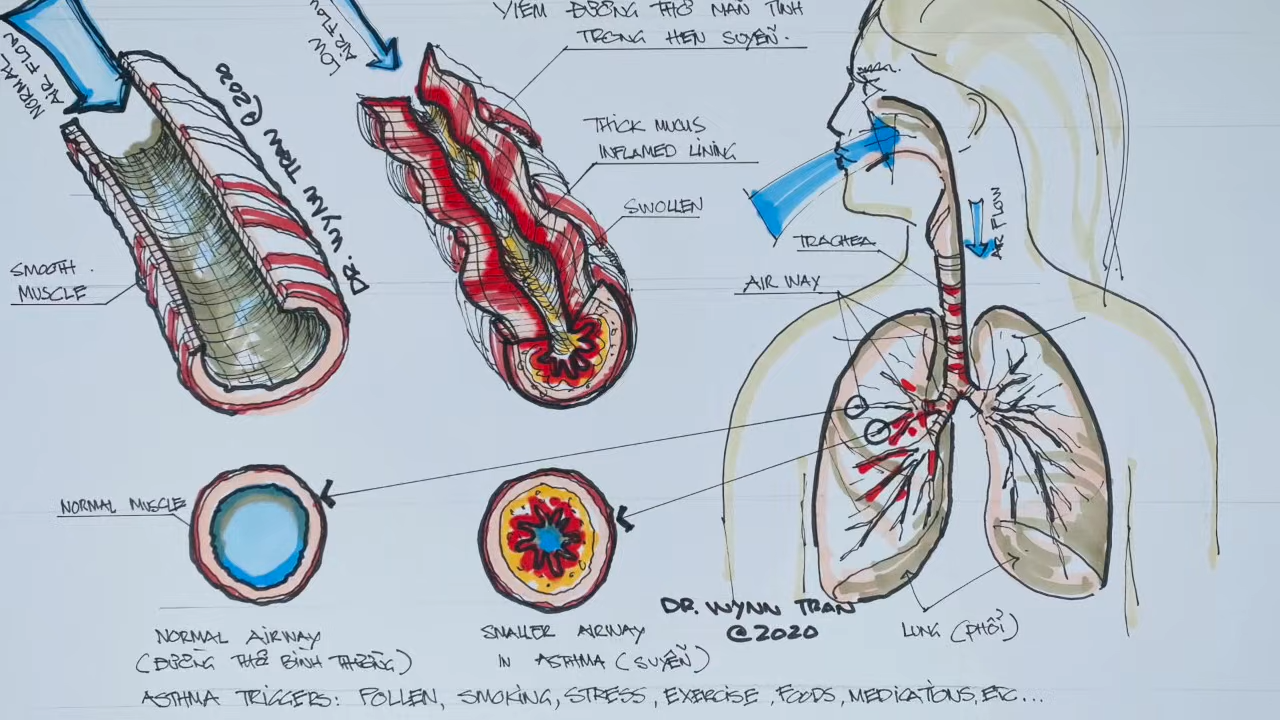 NORMAL
AIR FLOW
LOW
AIR FLOW
VIÊM ĐƯỜNG THỞ MÃN TÍNH
TRONG HEN SUYỄN.
DR. WYNN TRAN @2020
THICK MUCUS
INFLAMED LINING
SWOLLEN
SMOOTH
MUSCLE
TRACHEA
AIR WAY
AIR FLOW
NORMAL MUSCLE
DR. WYNN TRAN
@2020
LUNG (PHỔI)
NORMAL AIRWAY
(ĐƯỜNG THỞ BÌNH THƯỜNG)
SMALLER AIRWAY
IN ASTHMA (SUYỄN)
ASTHMA TRIGGERS: POLLEN, SMOKING, STRESS, EXERCISE, FOODS, MEDICATIONS, ETC...